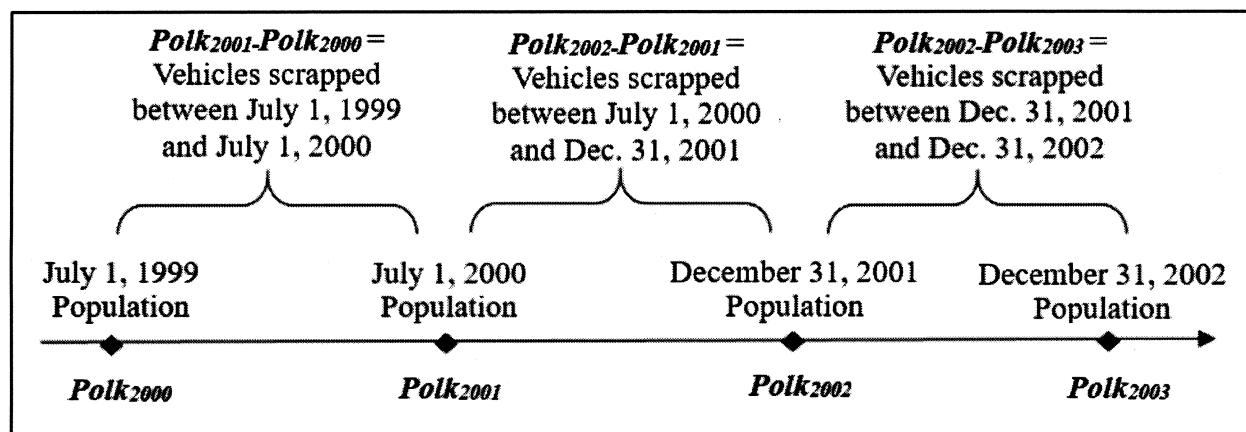 Polk2001-Polk2000=
Vehicles scrapped
between July 1, 1999
and July 1, 2000
Polk2002-Polk2001=
Vehicles scrapped
between July 1, 2000
and Dec. 31, 2001
Polk2002-Polk2003=
Vehicles scrapped
between Dec. 31, 2001
and Dec. 31, 2002
July 1, 1999
Population
July 1, 2000
Population
December 31, 2001
Population
December 31, 2002
Population
Polk2000
Polk2001
Polk2002
Polk2003